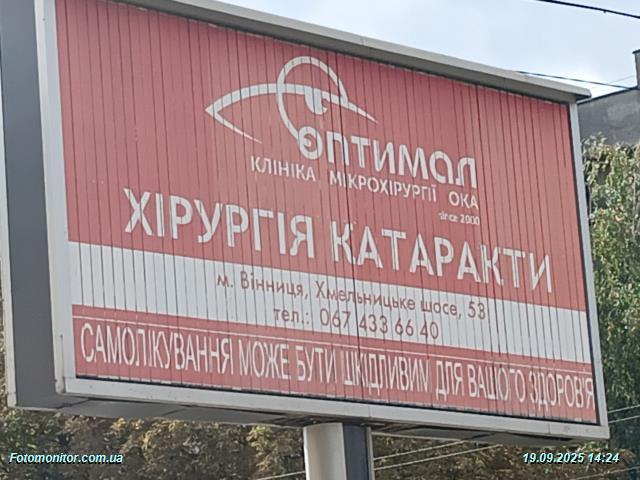 оптимал
КЛІНІКА МІКРОХІРУРГІЇ ОКА
since 2000
ХІРУРГІЯ КАТАРАКТИ
м. Вінниця, Хмельницьке шосе, 53
тел.: 067 433 66 40
САМОЛІКУВАННЯ МОЖЕ БУТИ ШКІДЛИВИМ ДЛЯ ВАШОГО ЗДОРОВ'Я
Fotomonitor.com.ua
19.09.2025 14:24